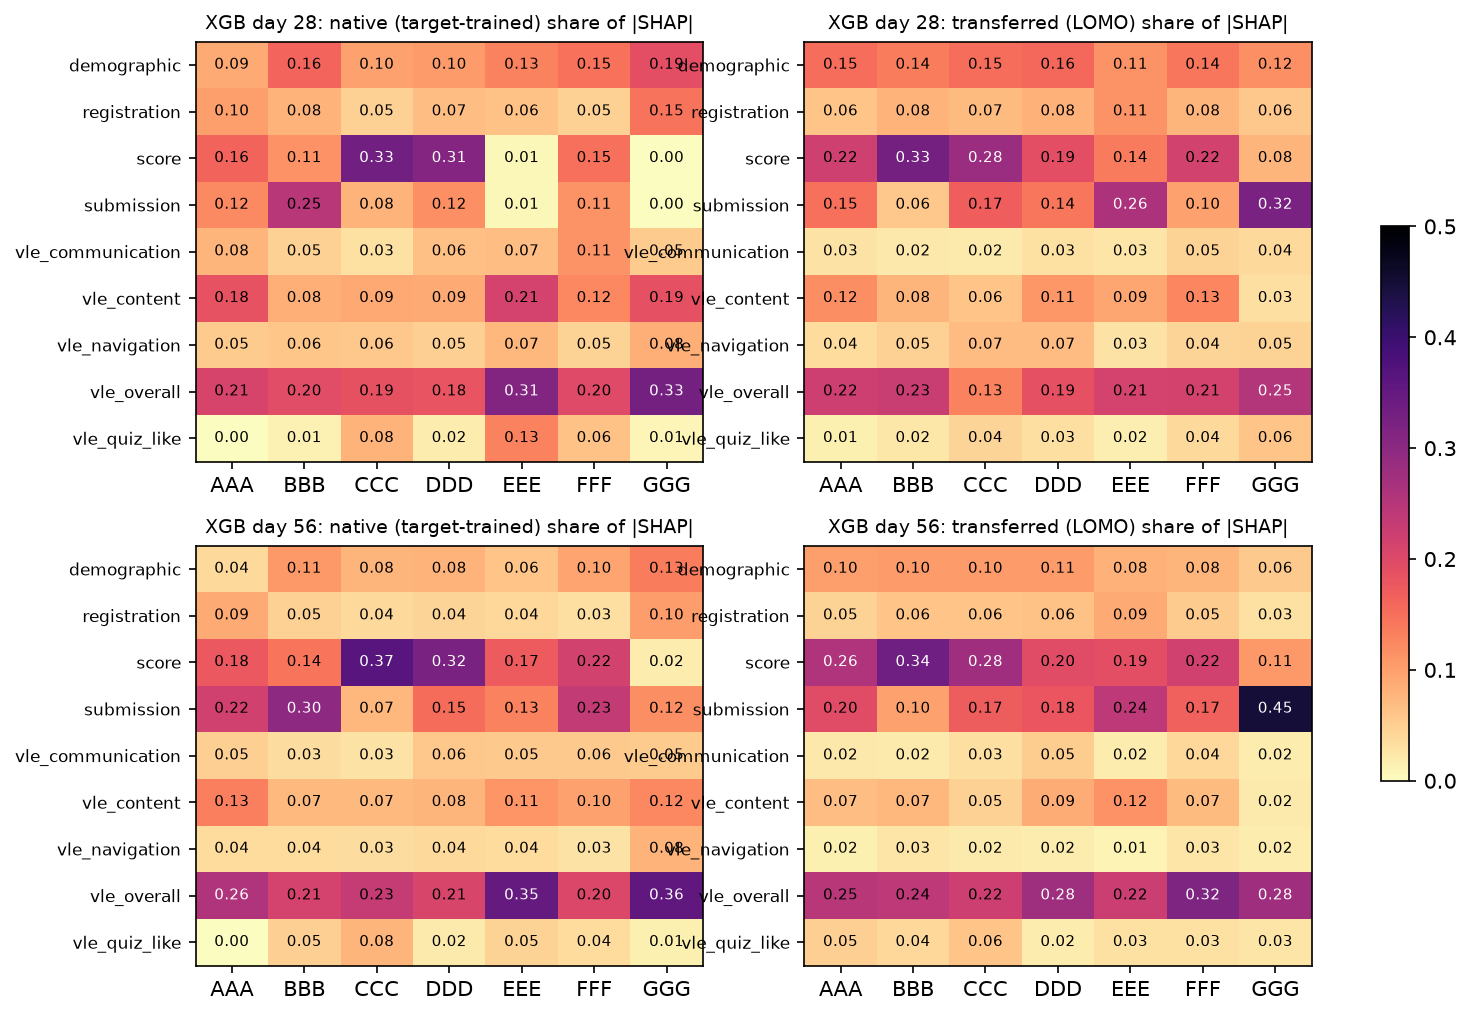 XGB day 28: native (target-trained) share of |SHAP|
demographic 0.09 0.16 0.10 0.10 0.13 0.15 0.19
registration 0.10 0.08 0.05 0.07 0.06 0.05 0.15
score 0.16 0.11 0.33 0.31 0.01 0.15 0.00
submission 0.12 0.25 0.08 0.12 0.01 0.11 0.00
vle_communication 0.08 0.05 0.03 0.06 0.07 0.11 0.05
vle_content 0.18 0.08 0.09 0.09 0.21 0.12 0.19
vle_navigation 0.05 0.06 0.06 0.05 0.07 0.05 0.08
vle_overall 0.21 0.20 0.19 0.18 0.31 0.20 0.33
vle_quiz_like 0.00 0.01 0.08 0.02 0.13 0.06 0.01
AAA BBB CCC DDD EEE FFF GGG
XGB day 28: transferred (LOMO) share of |SHAP|
demographic 0.15 0.14 0.15 0.16 0.11 0.14 0.12
registration 0.06 0.08 0.07 0.08 0.11 0.08 0.06
score 0.22 0.33 0.28 0.19 0.14 0.22 0.08
submission 0.15 0.06 0.17 0.14 0.26 0.10 0.32
vle_communication 0.03 0.02 0.02 0.03 0.03 0.05 0.04
vle_content 0.12 0.08 0.06 0.11 0.09 0.13 0.03
vle_navigation 0.04 0.05 0.07 0.07 0.03 0.04 0.05
vle_overall 0.22 0.23 0.13 0.19 0.21 0.21 0.25
vle_quiz_like 0.01 0.02 0.04 0.03 0.02 0.04 0.06
AAA BBB CCC DDD EEE FFF GGG
XGB day 56: native (target-trained) share of |SHAP|
demographic 0.04 0.11 0.08 0.08 0.06 0.10 0.13
registration 0.09 0.05 0.04 0.04 0.04 0.03 0.10
score 0.18 0.14 0.37 0.32 0.17 0.22 0.02
submission 0.22 0.30 0.07 0.15 0.13 0.23 0.12
vle_communication 0.05 0.03 0.03 0.06 0.05 0.06 0.05
vle_content 0.13 0.07 0.07 0.08 0.11 0.10 0.12
vle_navigation 0.04 0.04 0.03 0.04 0.04 0.03 0.08
vle_overall 0.26 0.21 0.23 0.21 0.35 0.20 0.36
vle_quiz_like 0.00 0.05 0.08 0.02 0.05 0.04 0.01
AAA BBB CCC DDD EEE FFF GGG
XGB day 56: transferred (LOMO) share of |SHAP|
demographic 0.10 0.10 0.10 0.11 0.08 0.08 0.06
registration 0.05 0.06 0.06 0.06 0.09 0.05 0.03
score 0.26 0.34 0.28 0.20 0.19 0.22 0.11
submission 0.20 0.10 0.17 0.18 0.24 0.17 0.45
vle_communication 0.02 0.02 0.03 0.05 0.02 0.04 0.02
vle_content 0.07 0.07 0.05 0.09 0.12 0.07 0.02
vle_navigation 0.02 0.03 0.02 0.02 0.01 0.03 0.02
vle_overall 0.25 0.24 0.22 0.28 0.22 0.32 0.28
vle_quiz_like 0.05 0.04 0.06 0.02 0.03 0.03 0.03
AAA BBB CCC DDD EEE FFF GGG
0.5
0.4
0.3
0.2
0.1
0.0